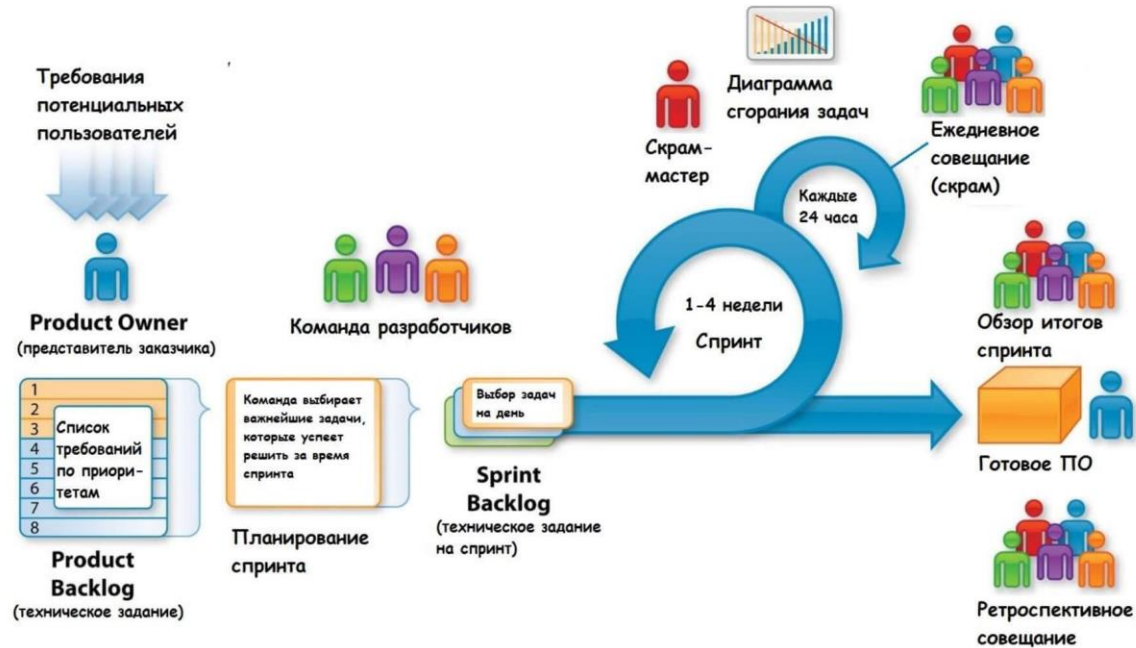 Требования
потенциальных
пользователей
Product Owner
(представитель заказчика)
1
2
3
4
5
6
7
8
Список
требований
по приори-
тетам
Product
Backlog
(техническое задание)
Команда разработчиков
Команда выбирает
важнейшие задачи,
которые успеет
решить за время
спринта
Планирование
спринта
Выбор задач
на день
Sprint
Backlog
(техническое задание
на спринт)
Скрам-
мастер
Диаграмма
сгорания задач
Каждые
24 часа
Ежедневное
совещание
(скрам)
1-4 недели
Спринт
Обзор итогов
спринта
Готовое ПО
Ретроспективное
совещание